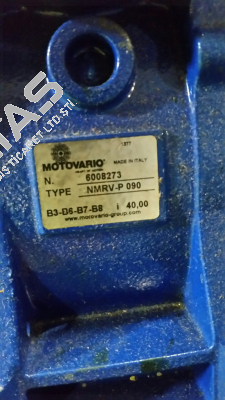 MOTOVARIO®
MADE IN ITALY
N. 6008273
TYPE NMRV-P 090
B3-B6-B7-B8 i 40,00
www.motovario-group.com